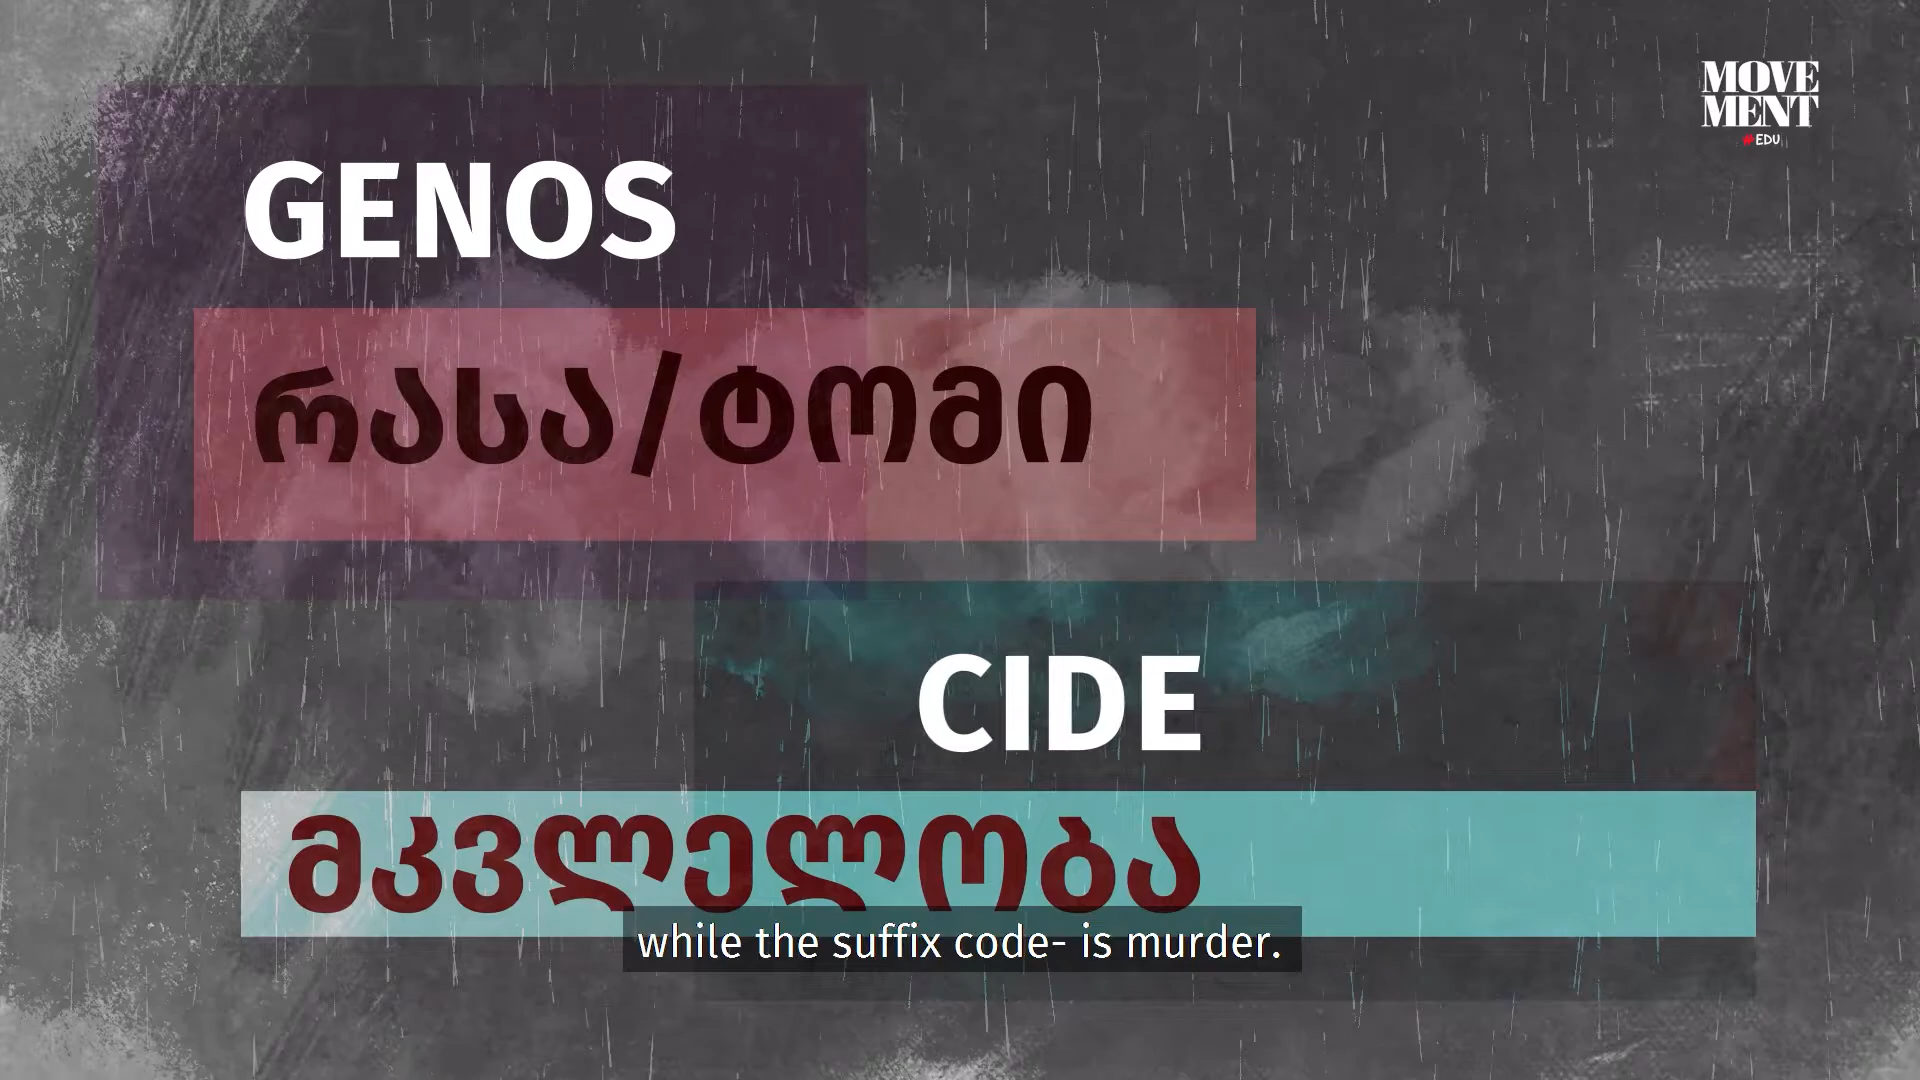 MOVE
MENT
#EDU
GENOS
რასა/ტომი
CIDE
მკვლელობა
while the suffix code- is murder.